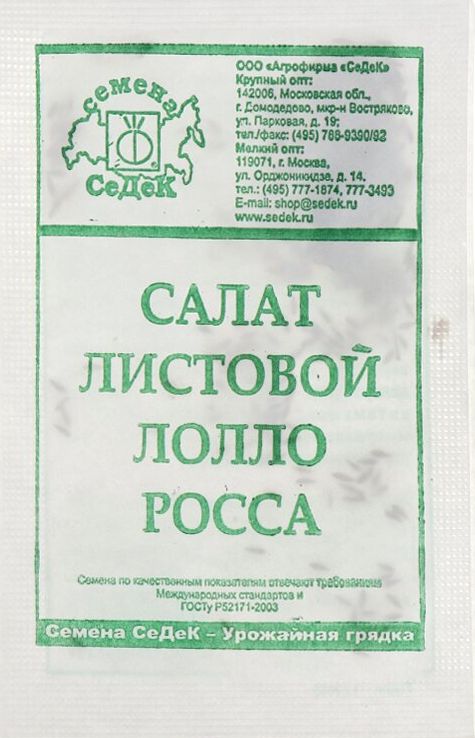 семена
СеДеК
ООО «Агрофирма «СеДеК»
Крупный опт:
142006, Московская обл.,
г. Домодедово, мкр-н Востряково,
ул. Парковая, д. 19;
тел./факс: (495) 788-9390/92
Мелкий опт:
119071, г. Москва,
ул. Орджоникидзе, д. 14.
тел.: (495) 777-1874, 777-3493
E-mail: shop@sedek.ru
www.sedek.ru
САЛАТ
ЛИСТОВОЙ
ЛОЛЛО
РОССА
Семена по качественным показателям отвечают требованиям
Международных стандартов и
ГОСТу Р52171-2003
Семена СеДеК – Урожайная грядка